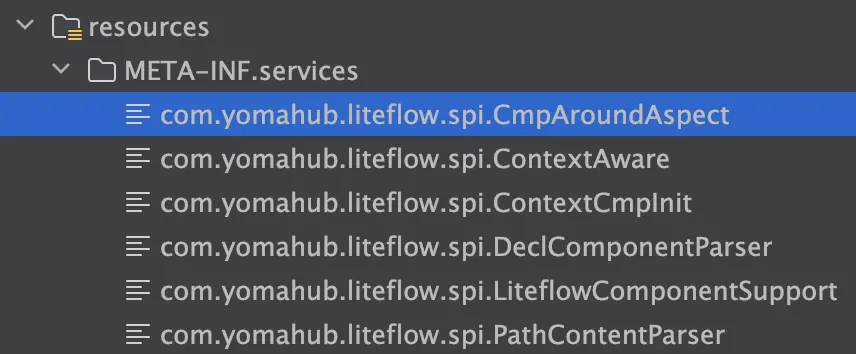 resources
META-INF.services
com.yomahub.liteflow.spi.CmpAroundAspect
com.yomahub.liteflow.spi.ContextAware
com.yomahub.liteflow.spi.ContextCmpInit
com.yomahub.liteflow.spi.DeclComponentParser
com.yomahub.liteflow.spi.LiteflowComponentSupport
com.yomahub.liteflow.spi.PathContentParser